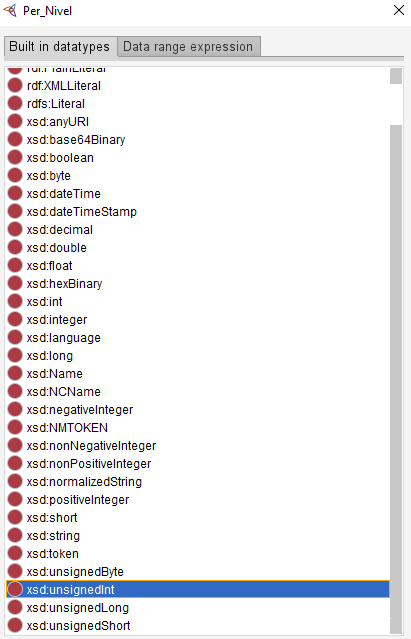 Per_Nivel
Built in datatypes Data range expression
rdf:PlainLiteral
rdf:XMLLiteral
rdfs:Literal
xsd:anyURI
xsd:base64Binary
xsd:boolean
xsd:byte
xsd:dateTime
xsd:dateTimeStamp
xsd:decimal
xsd:double
xsd:float
xsd:hexBinary
xsd:int
xsd:integer
xsd:language
xsd:long
xsd:Name
xsd:NCName
xsd:negativeInteger
xsd:NMTOKEN
xsd:nonNegativeInteger
xsd:nonPositiveInteger
xsd:normalizedString
xsd:positiveInteger
xsd:short
xsd:string
xsd:token
xsd:unsignedByte
xsd:unsignedInt
xsd:unsignedLong
xsd:unsignedShort